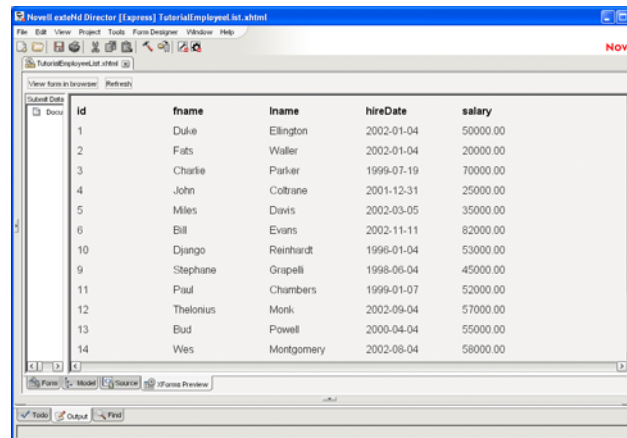 Novell exteNd Director [Express] TutorialEmployeeList.xhtml
File Edit View Project Tools Form Designer Window Help
Nov
TutorialEmployeeList.xhtml
View form in browser Refresh
Submit Data
Docu
id fname lname hireDate salary
1 Duke Ellington 2002-01-04 50000.00
2 Fats Waller 2002-01-04 20000.00
3 Charlie Parker 1999-07-19 70000.00
4 John Coltrane 2001-12-31 25000.00
5 Miles Davis 2002-03-05 35000.00
6 Bill Evans 2002-11-11 82000.00
10 Django Reinhardt 1996-01-04 53000.00
9 Stephane Grapelli 1998-06-04 45000.00
11 Paul Chambers 1999-01-07 52000.00
12 Thelonius Monk 2002-09-04 57000.00
13 Bud Powell 2000-04-04 55000.00
14 Wes Montgomery 2002-08-04 58000.00
Form Model Source XForms Preview
Todo Output Find